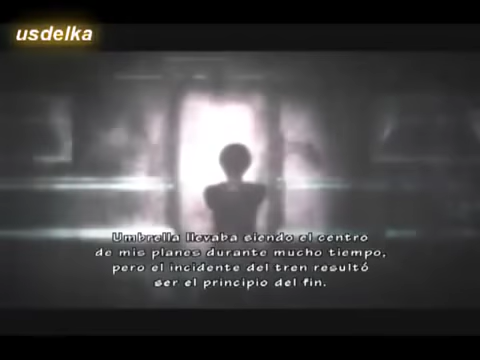 usdelka
Umbrella llevaba siendo el centro
de mis planes durante mucho tiempo,
pero el incidente del tren resultó
ser el principio del fin.